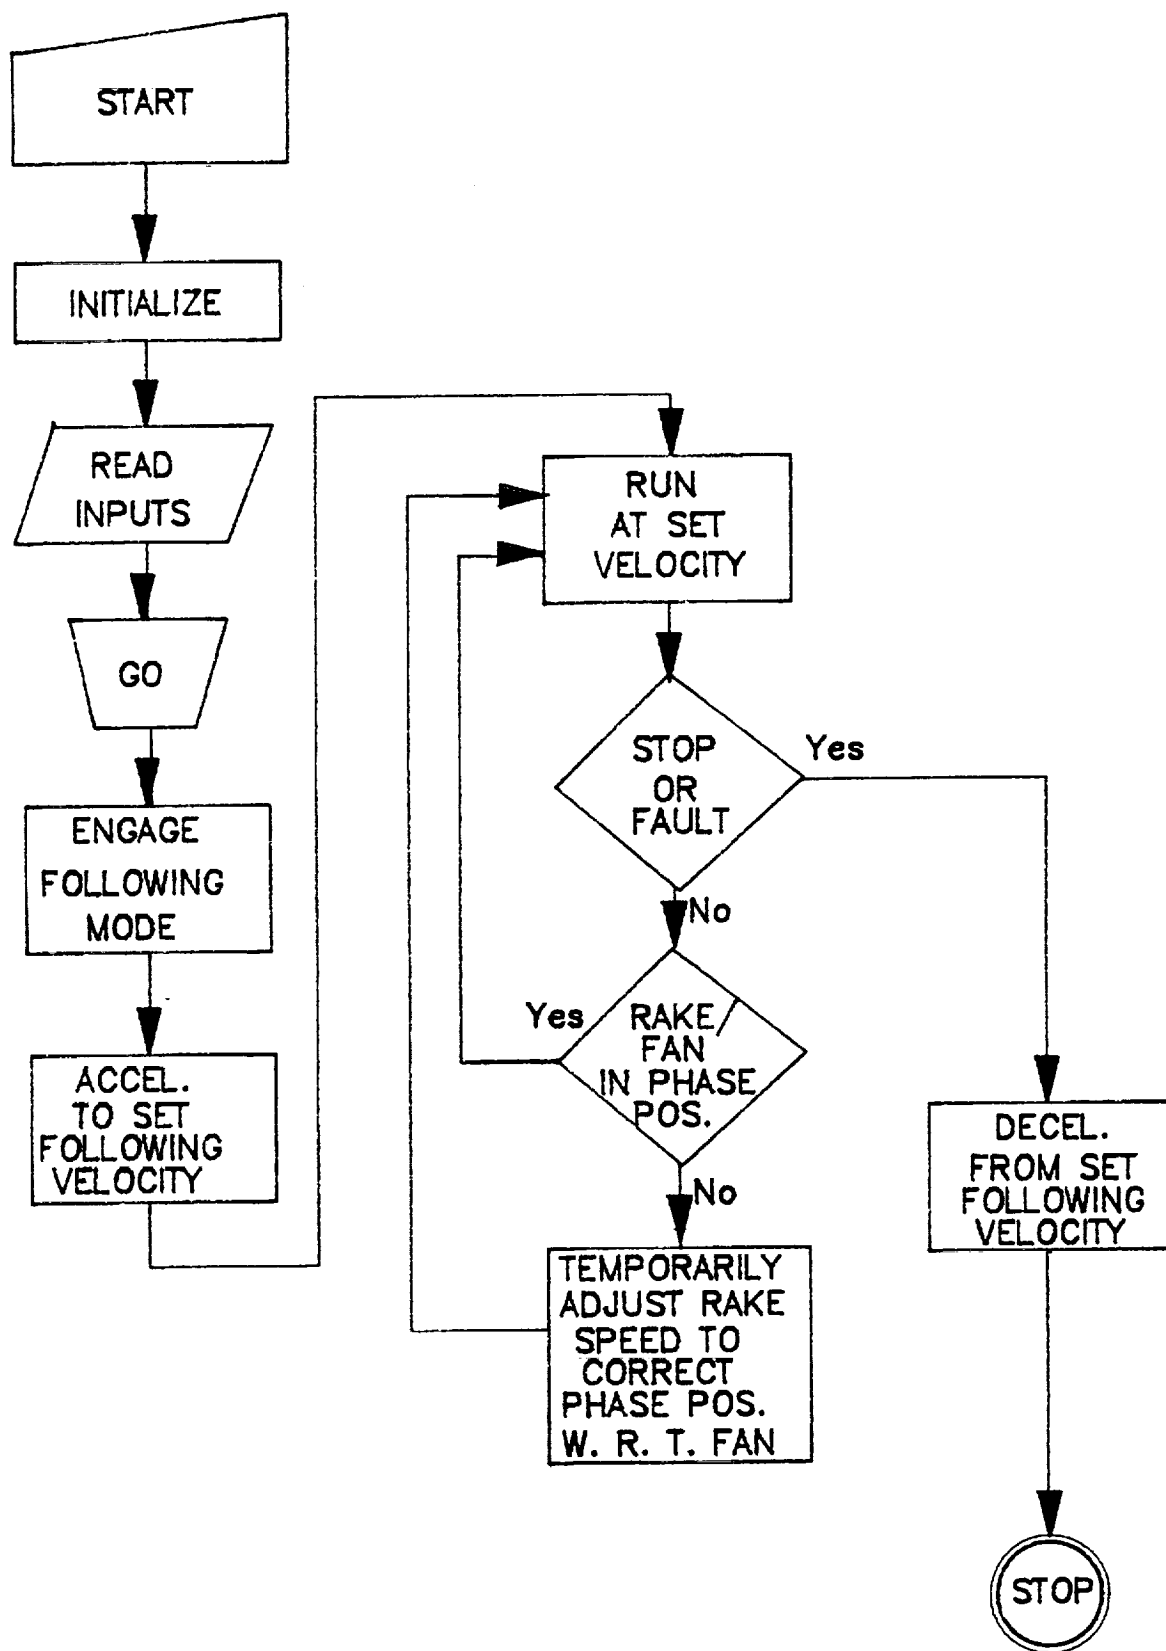 START
INITIALIZE
READ
INPUTS
GO
ENGAGE
FOLLOWING
MODE
ACCEL.
TO SET
FOLLOWING
VELOCITY
RUN
AT SET
VELOCITY
STOP
OR
FAULT
Yes
No
RAKE/
FAN
IN PHASE
POS.
Yes
No
TEMPORARILY
ADJUST RAKE
SPEED TO
CORRECT
PHASE POS.
W. R. T. FAN
DECEL.
FROM SET
FOLLOWING
VELOCITY
STOP